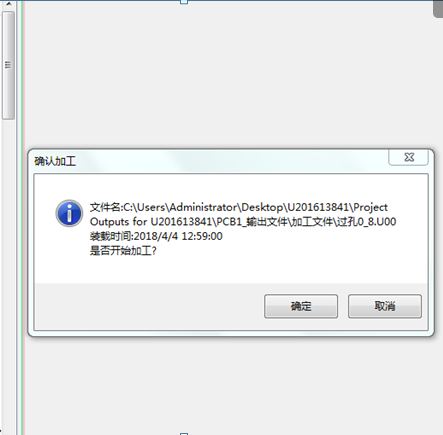 确认加工
文件名:C:\Users\Administrator\Desktop\U201613841\Project
Outputs for U201613841\PCB1_输出文件\加工文件\过孔0_8.U00
装载时间:2018/4/4 12:59:00
是否开始加工?
确定
取消